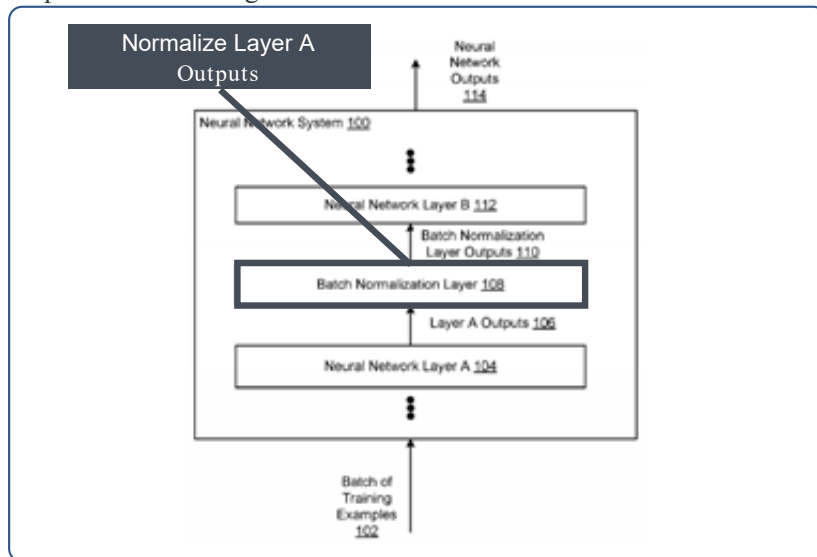 Normalize Layer A
Outputs
Neural
Network
Outputs
114
Neural Network System 100
Neural Network Layer B 112
Batch Normalization
Layer Outputs 110
Batch Normalization Layer 108
Layer A Outputs 106
Neural Network Layer A 104
Batch of
Training
Examples
102